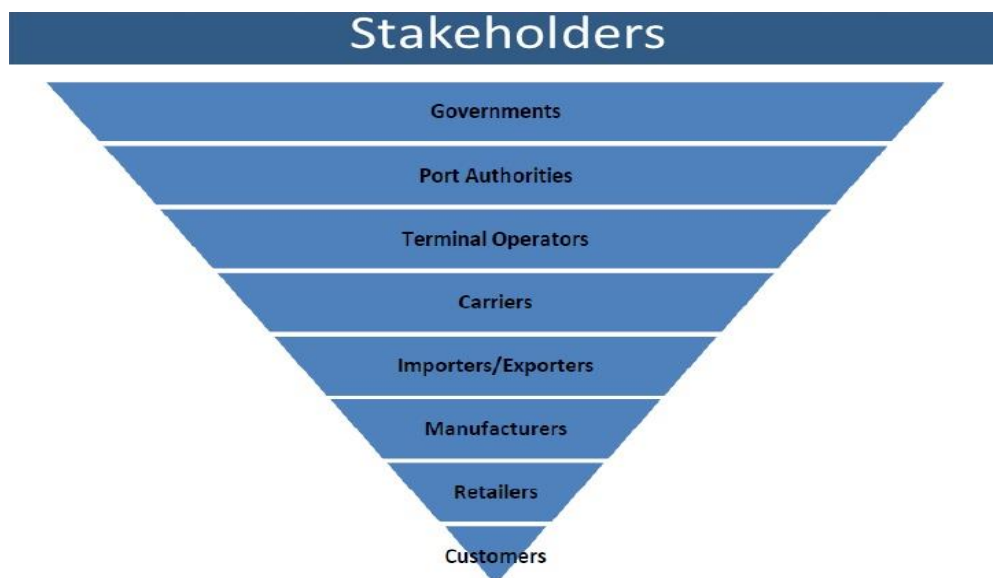 Stakeholders
Governments
Port Authorities
Terminal Operators
Carriers
Importers/Exporters
Manufacturers
Retailers
Customers